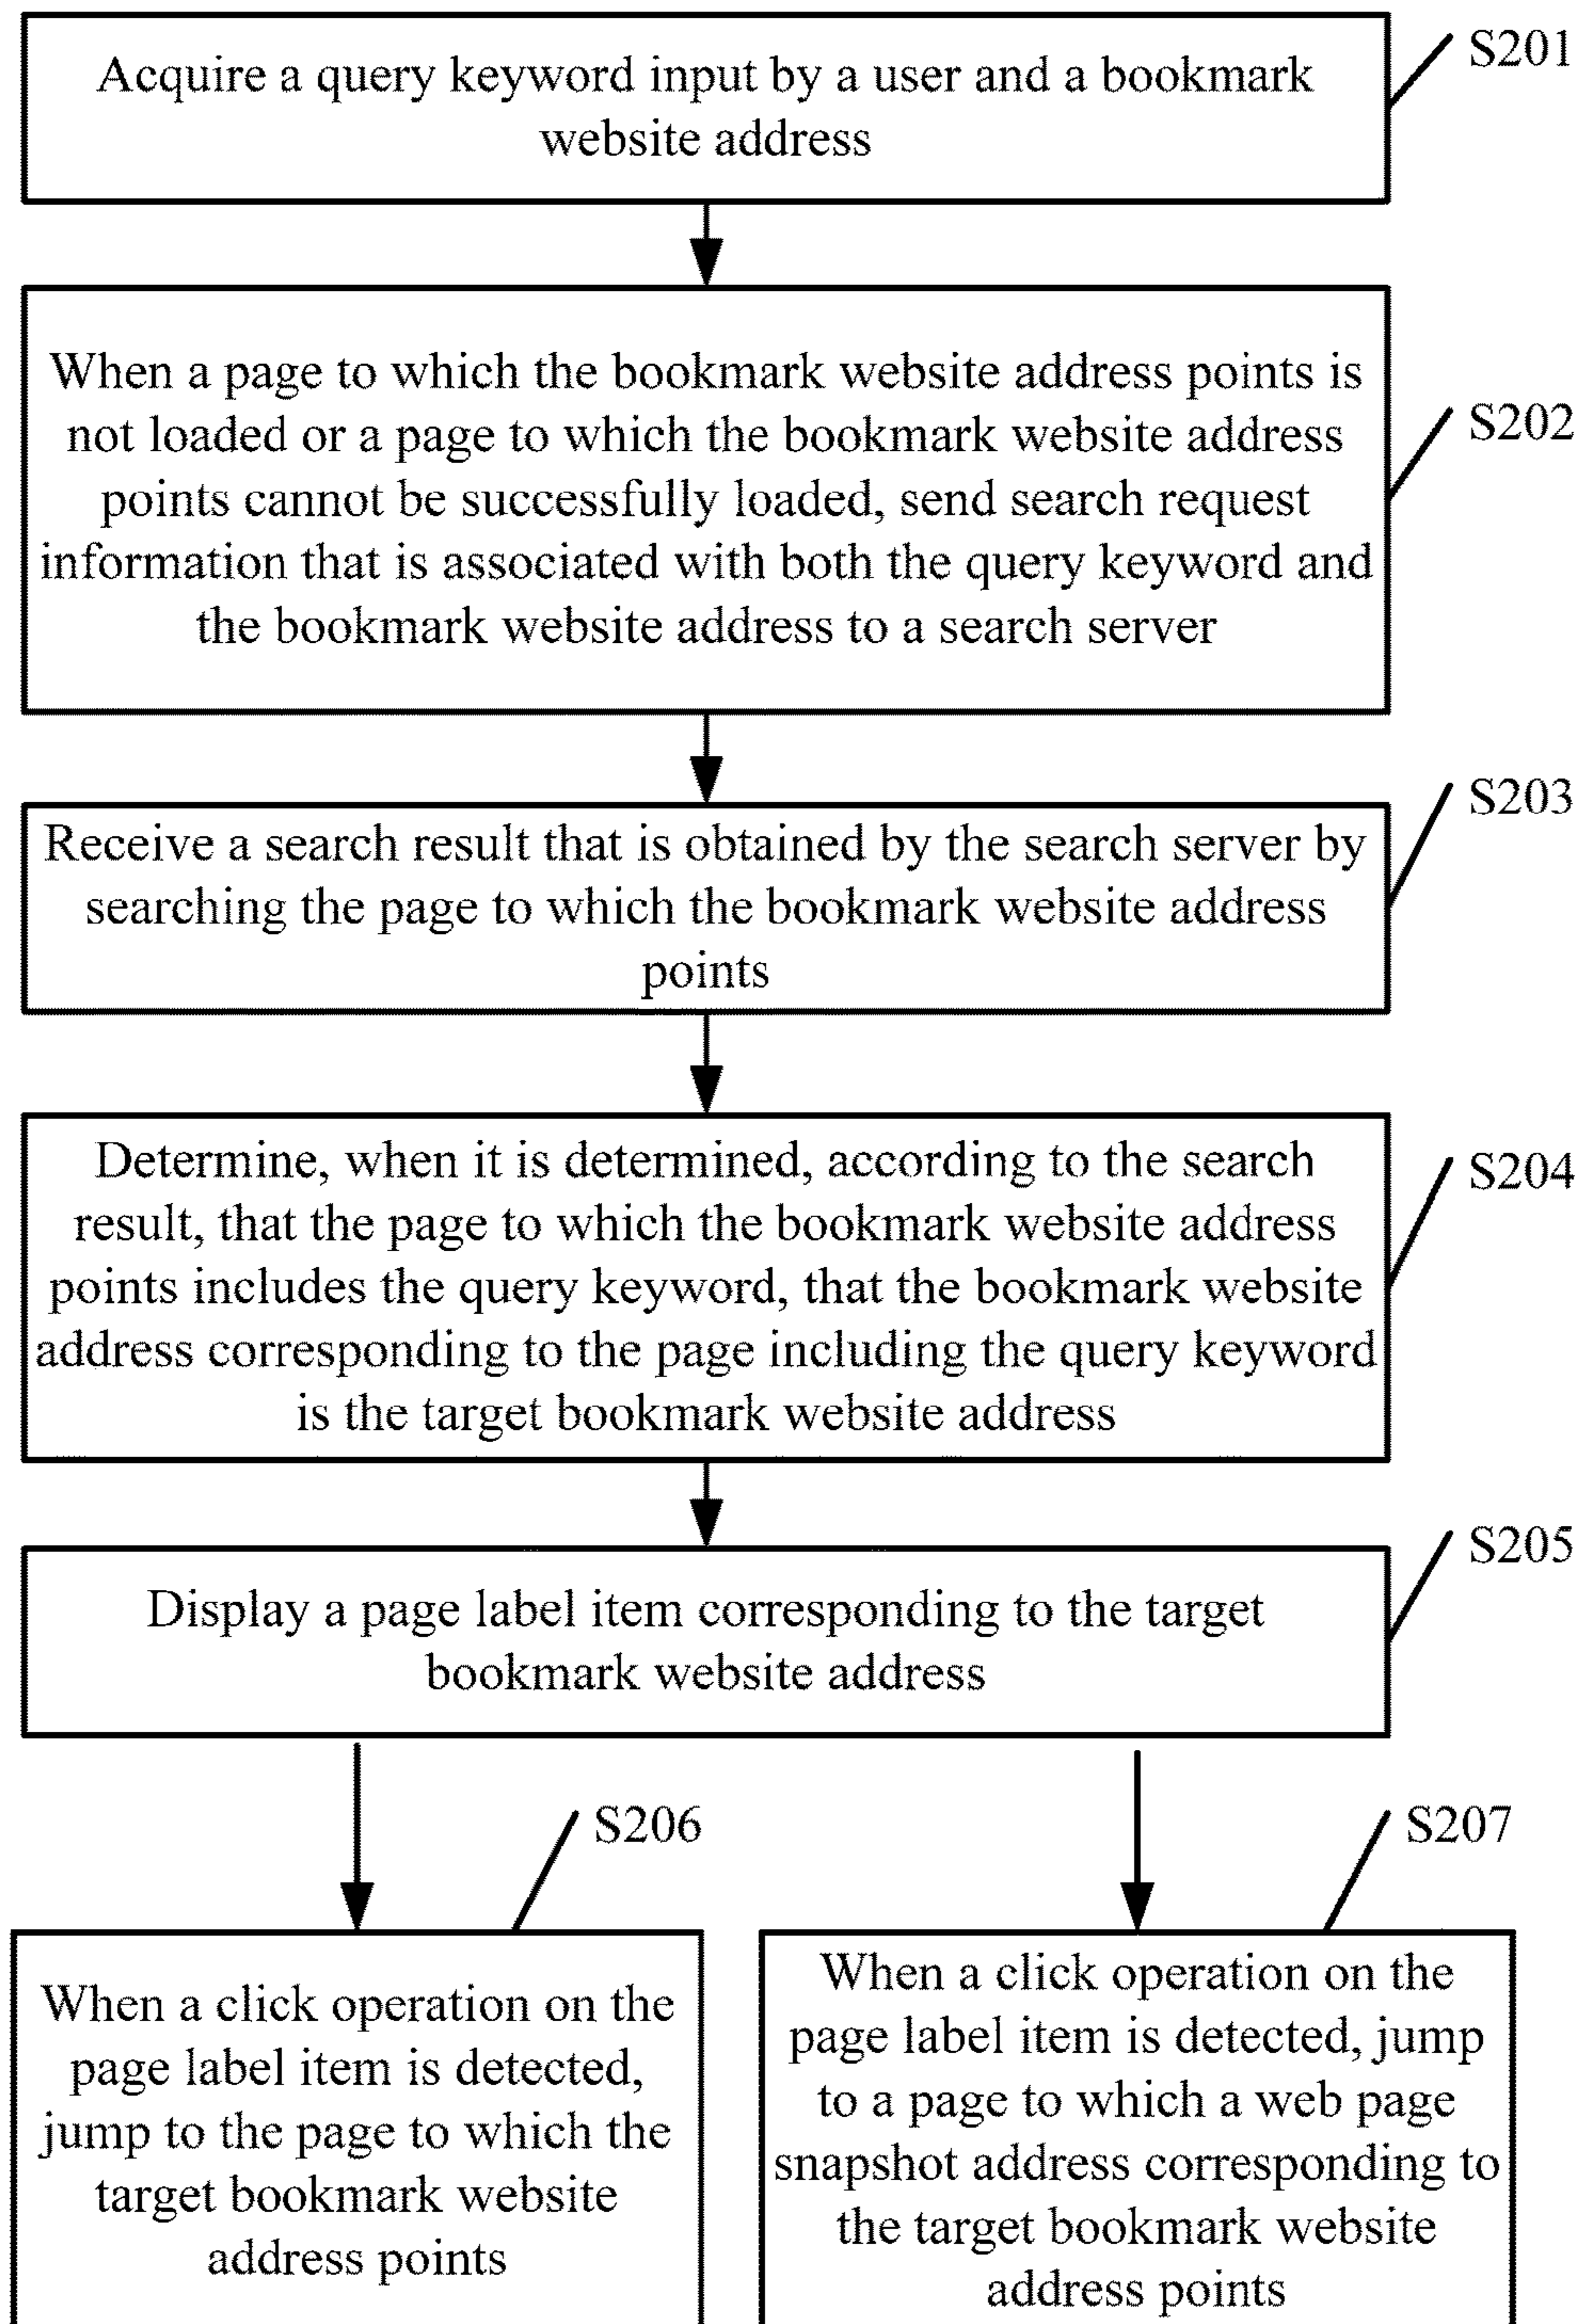 Acquire a query keyword input by a user and a bookmark
website address
S201
When a page to which the bookmark website address points is
not loaded or a page to which the bookmark website address
points cannot be successfully loaded, send search request
information that is associated with both the query keyword and
the bookmark website address to a search server
S202
Receive a search result that is obtained by the search server by
searching the page to which the bookmark website address
points
S203
Determine, when it is determined, according to the search
result, that the page to which the bookmark website address
points includes the query keyword, that the bookmark website
address corresponding to the page including the query keyword
is the target bookmark website address
S204
Display a page label item corresponding to the target
bookmark website address
S205
S206
When a click operation on the
page label item is detected,
jump to the page to which the
target bookmark website
address points
S207
When a click operation on the
page label item is detected, jump
to a page to which a web page
snapshot address corresponding to
the target bookmark website
address points